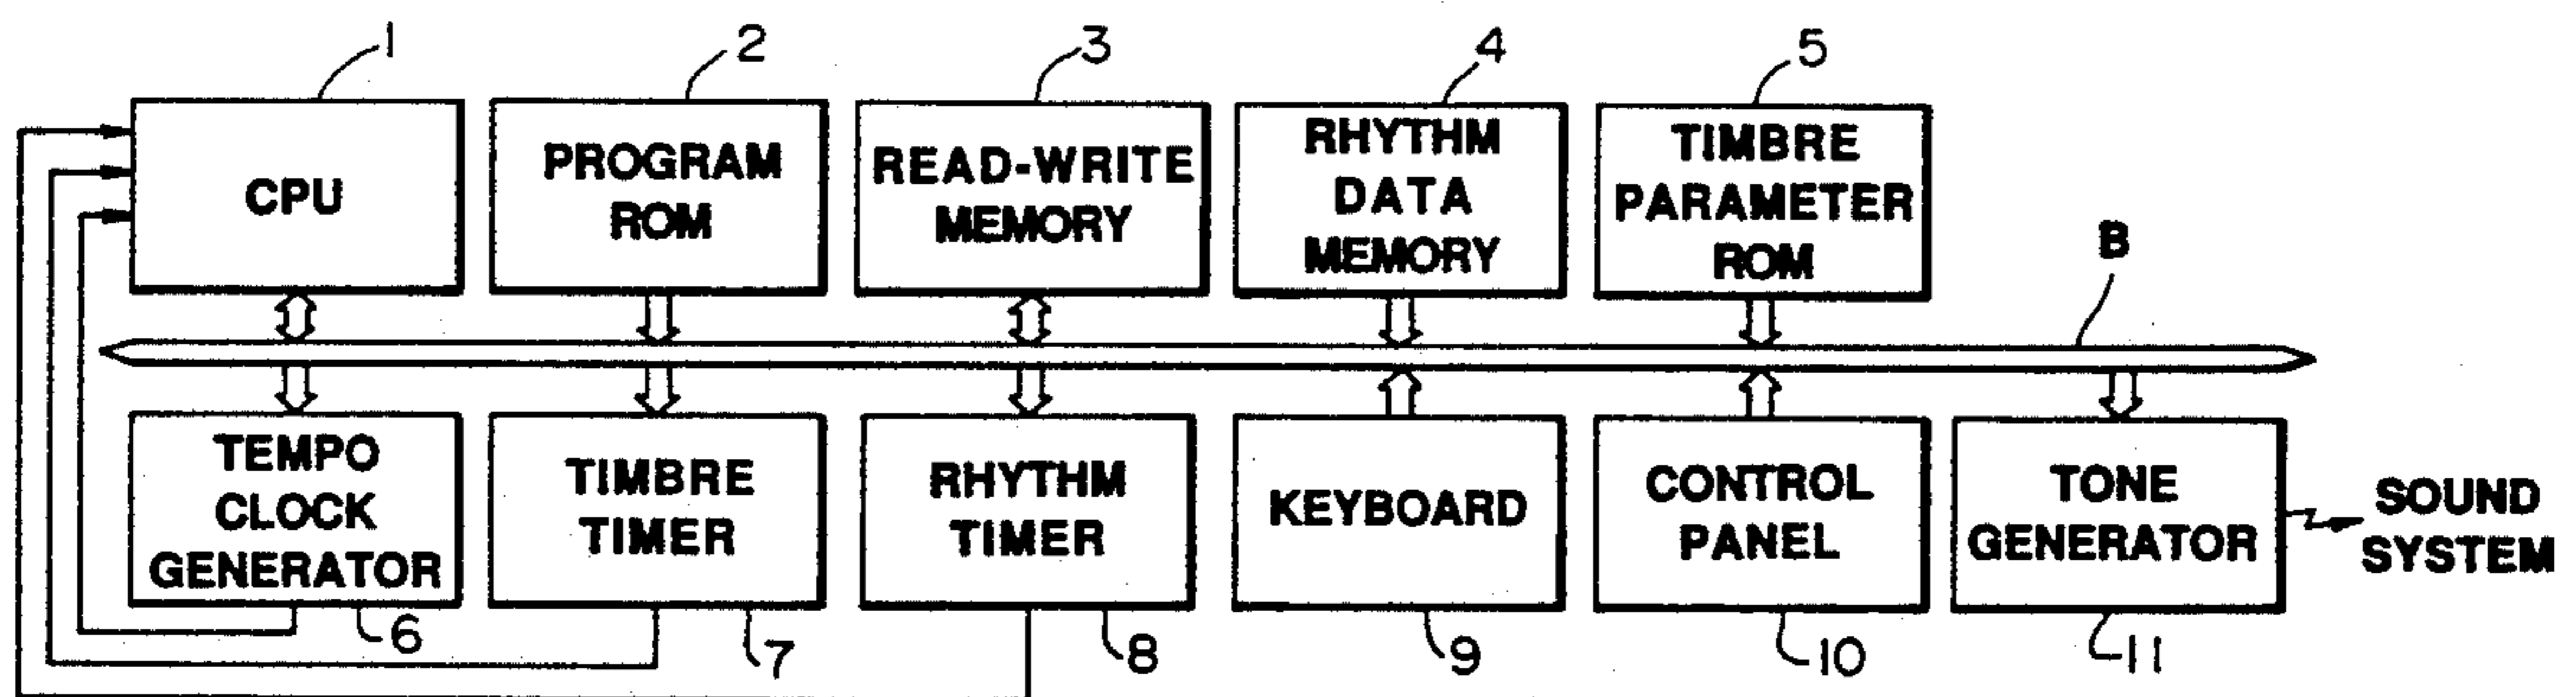 1
2
3
4
5
CPU
PROGRAM
ROM
READ-WRITE
MEMORY
RHYTHM
DATA
MEMORY
TIMBRE
PARAMETER
ROM
B
TEMPO
CLOCK
GENERATOR
TIMBRE
TIMER
RHYTHM
TIMER
KEYBOARD
CONTROL
PANEL
TONE
GENERATOR
SOUND
SYSTEM
6
7
8
9
10
11